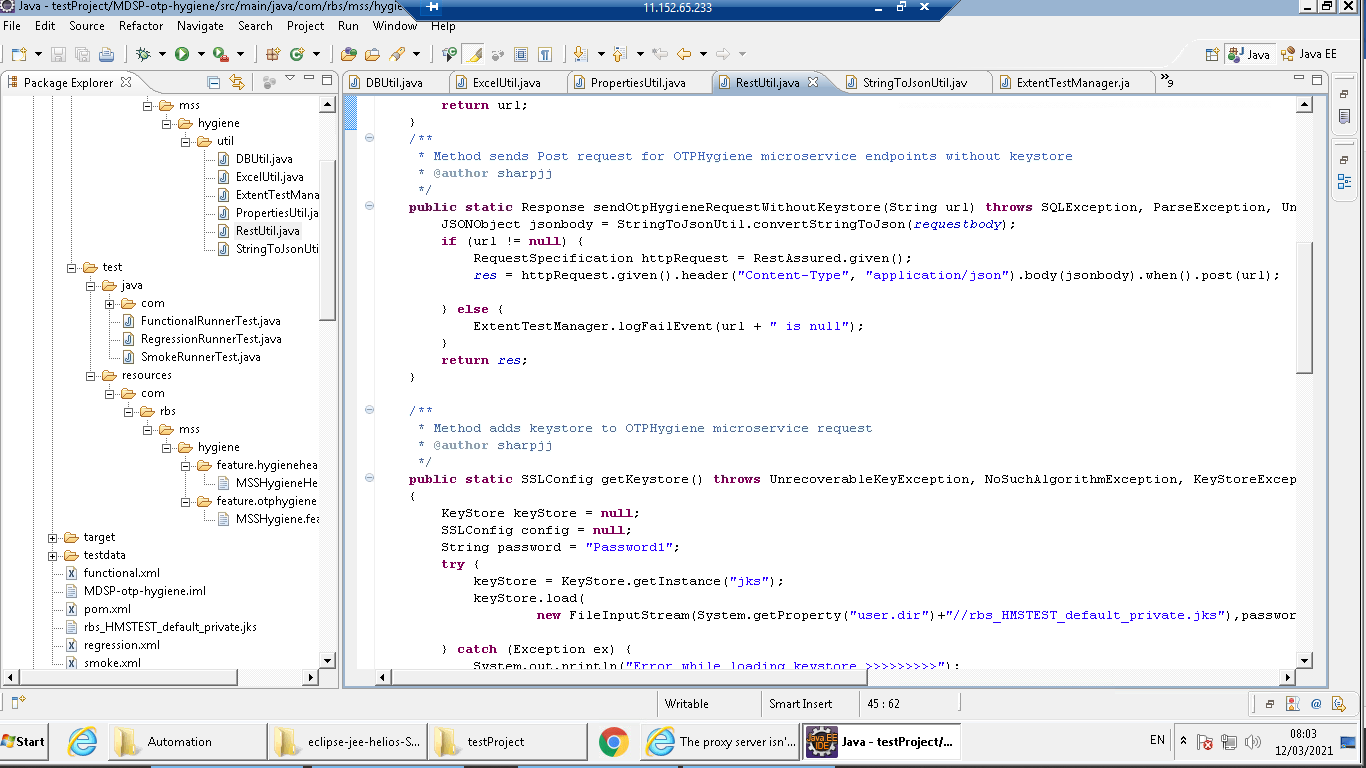 Java - testProject/MDSP-otp-hygiene/src/main/java/com/rbs/mss/hygie
11.152.65.233
File Edit Source Refactor Navigate Search Project Run Window Help
Java Java EE
Package Explorer
DBUtil.java ExcelUtil.java PropertiesUtil.java RestUtil.java StringToJsonUtil.jav ExtentTestManager.ja »9
mss
hygiene
util
DBUtil.java
ExcelUtil.java
ExtentTestMana
PropertiesUtil.ja
RestUtil.java
StringToJsonUti
test
java
com
FunctionalRunnerTest.java
RegressionRunnerTest.java
SmokeRunnerTest.java
resources
com
rbs
mss
hygiene
feature.hygienehea
MSSHygieneHe
feature.otphygiene
MSSHygiene.fea
target
testdata
functional.xml
MDSP-otp-hygiene.iml
pom.xml
rbs_HMSTEST_default_private.jks
regression.xml
smoke.xml
return url;
}
/**
* Method sends Post request for OTPHygiene microservice endpoints without keystore
* @author sharpjj
*/
public static Response sendOtpHygieneRequestWithoutKeystore(String url) throws SQLException, ParseException, Un
JSONObject jsonbody = StringToJsonUtil.convertStringToJson(requestbody);
if (url != null) {
RequestSpecification httpRequest = RestAssured.given();
res = httpRequest.given().header("Content-Type", "application/json").body(jsonbody).when().post(url);
} else {
ExtentTestManager.logFailEvent(url + " is null");
}
return res;
}
/**
* Method adds keystore to OTPHygiene microservice request
* @author sharpjj
*/
public static SSLConfig getKeystore() throws UnrecoverableKeyException, NoSuchAlgorithmException, KeyStoreExcep
{
KeyStore keyStore = null;
SSLConfig config = null;
String password = "Password1";
try {
keyStore = KeyStore.getInstance("jks");
keyStore.load(
new FileInputStream(System.getProperty("user.dir")+"//rbs_HMSTEST_default_private.jks"),passwor
} catch (Exception ex) {
System.out.println("Error while loading keystore >>>>>>>>>");
Writable Smart Insert 45 : 62
Start Automation eclipse-jee-helios-S... testProject The proxy server isn'... Java - testProject/... EN 08:03
12/03/2021